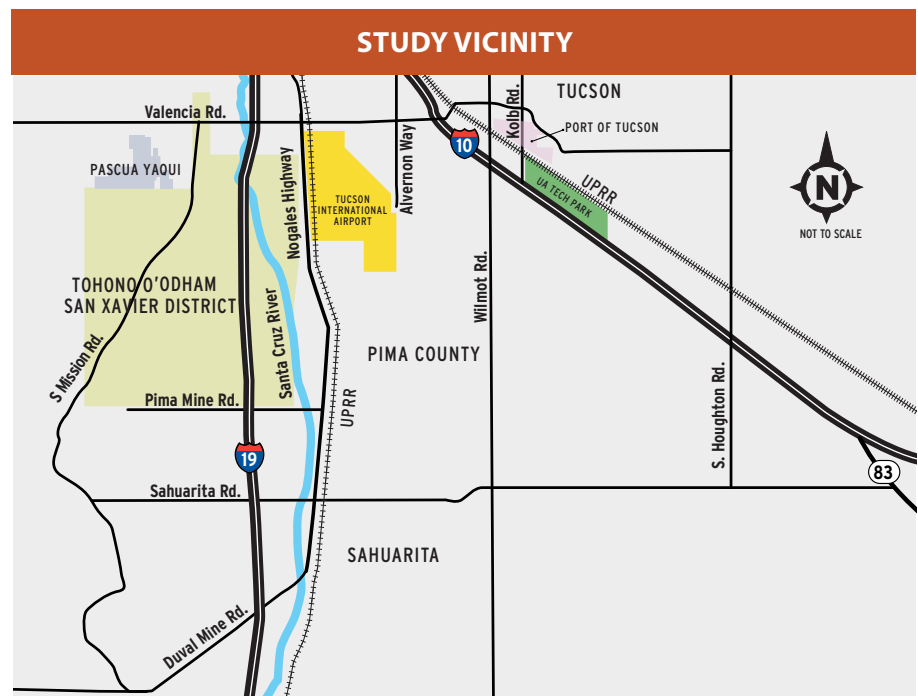 STUDY VICINITY
TUCSON
Valencia Rd.
Kolb Rd.
PORT OF TUCSON
10
PASCUA YAQUI
Alvernon Way
UPRR
UA TECH PARK
N
NOT TO SCALE
Nogales Highway
TUCSON
INTERNATIONAL
AIRPORT
Wilmot Rd.
TOHONO O'ODHAM
SAN XAVIER DISTRICT
Santa Cruz River
S Mission Rd.
PIMA COUNTY
UPRR
Pima Mine Rd.
S. Houghton Rd.
19
83
Sahuarita Rd.
SAHUARITA
Duval Mine Rd.